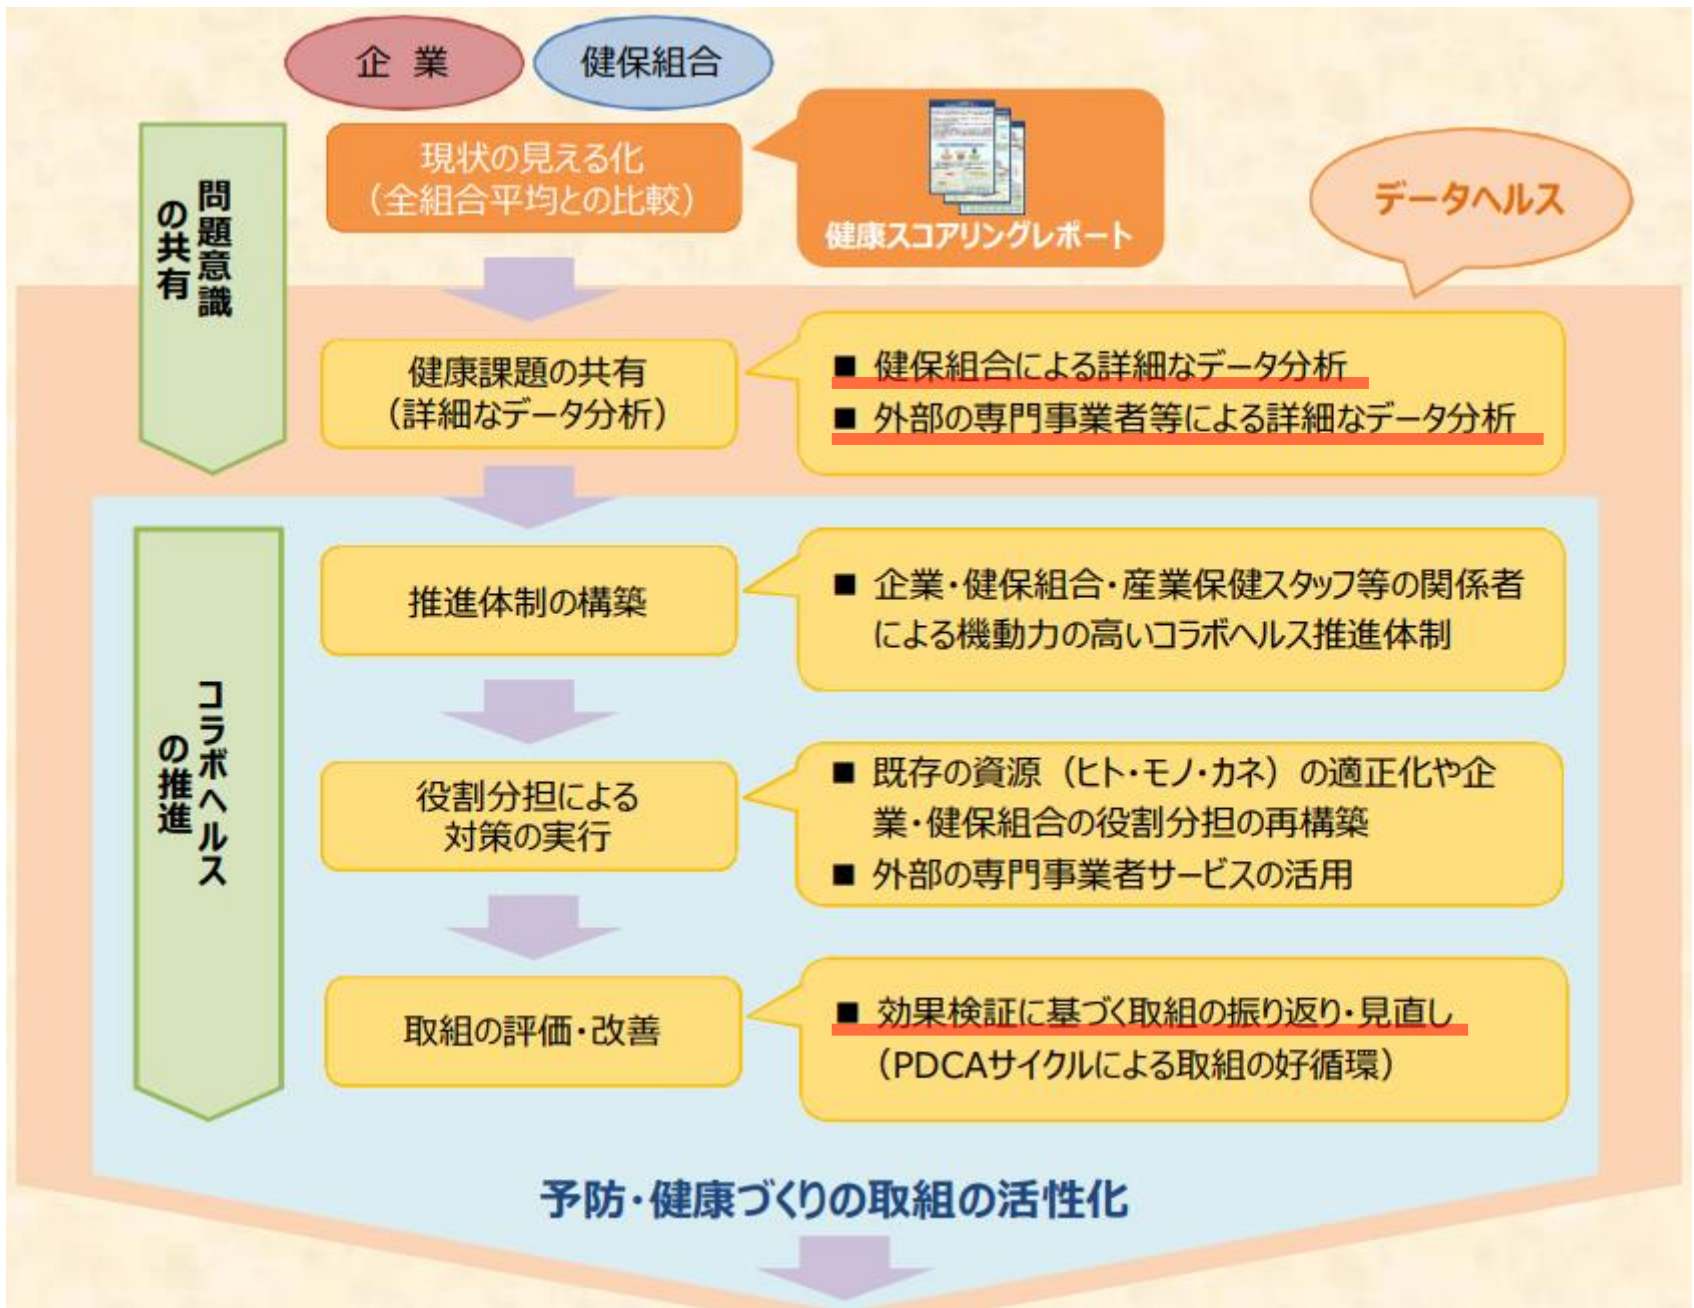 企 業
健保組合
現状の見える化
（全組合平均との比較）
健康スコアリングレポート
データヘルス
問題意識
の共有
健康課題の共有
（詳細なデータ分析）
■ 健保組合による詳細なデータ分析
■ 外部の専門事業者等による詳細なデータ分析
コラボヘルス
の推進
推進体制の構築
■ 企業・健保組合・産業保健スタッフ等の関係者
による機動力の高いコラボヘルス推進体制
役割分担による
対策の実行
■ 既存の資源（ヒト・モノ・カネ）の適正化や企
業・健保組合の役割分担の再構築
■ 外部の専門事業者サービスの活用
取組の評価・改善
■ 効果検証に基づく取組の振り返り・見直し
（PDCAサイクルによる取組の好循環）
予防・健康づくりの取組の活性化